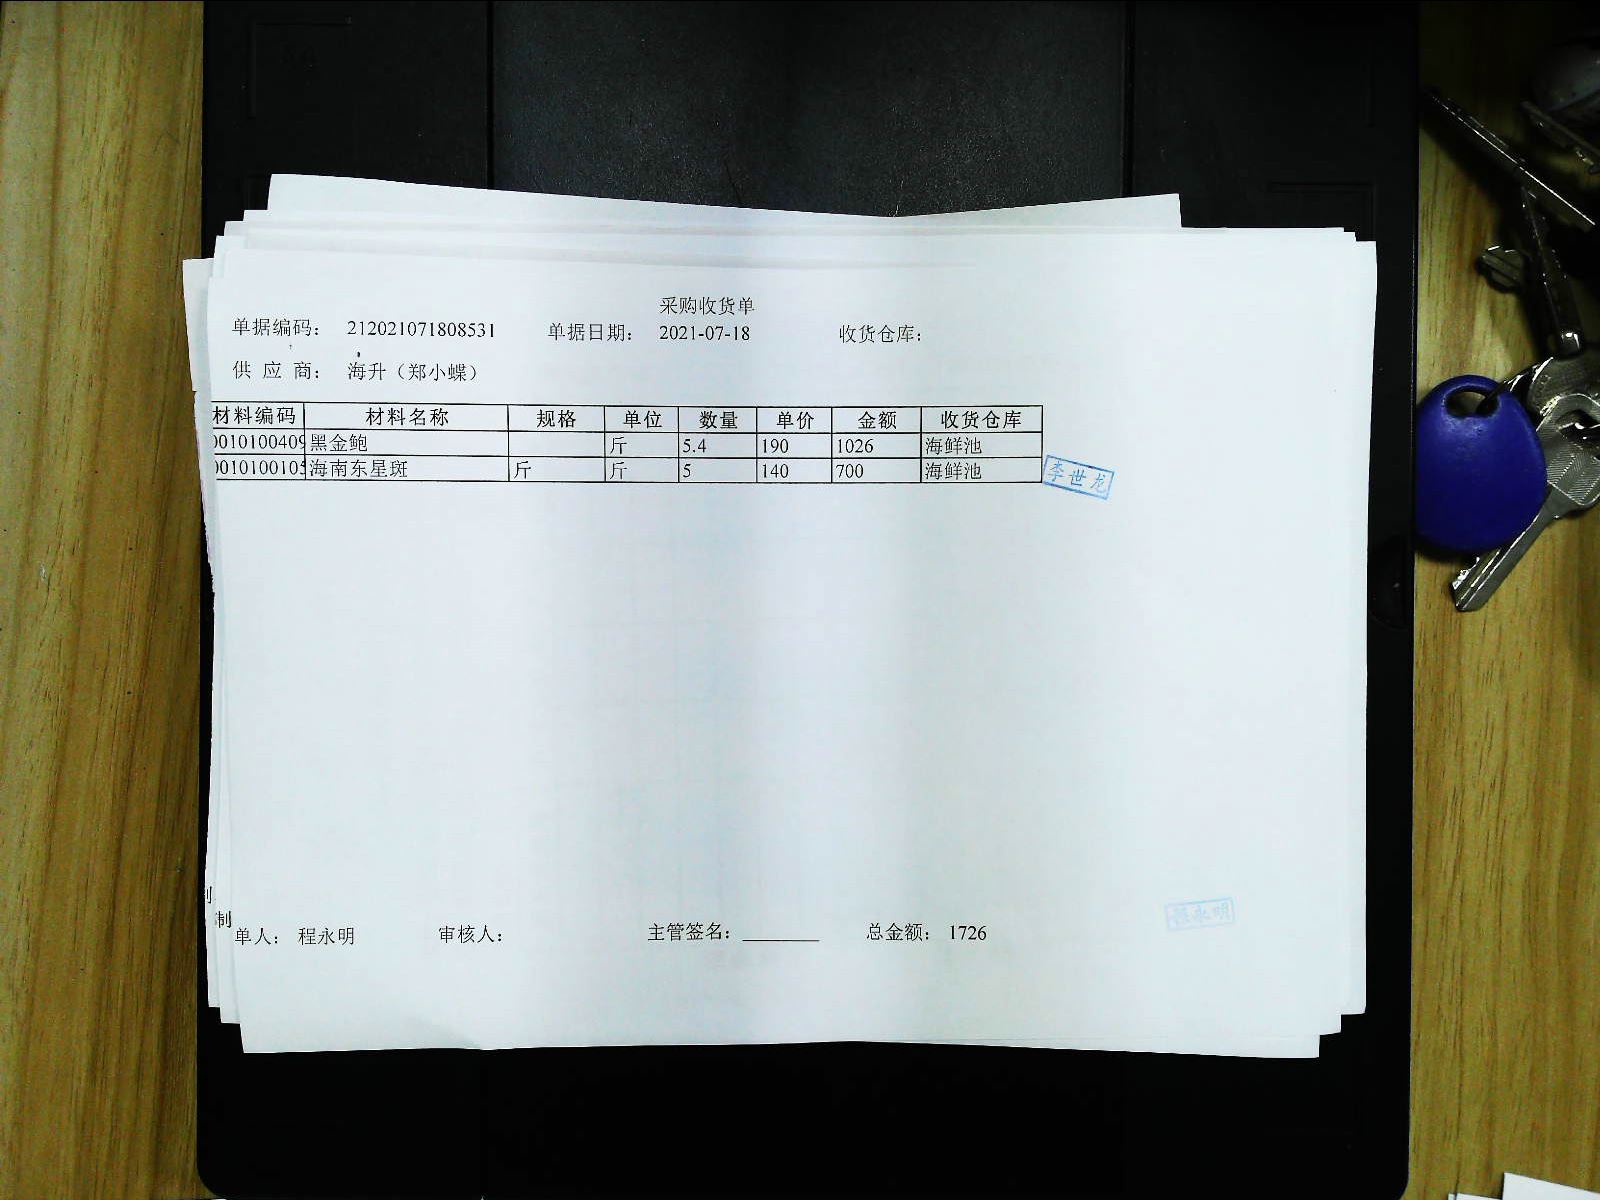 采购收货单
单据编码： 212021071808531 单据日期： 2021-07-18 收货仓库：
供 应 商： 海升（郑小蝶）
材料编码 材料名称 规格 单位 数量 单价 金额 收货仓库
0010100409 黑金鲍 斤 5.4 190 1026 海鲜池
0010100105 海南东星斑 斤 斤 5 140 700 海鲜池
李世龙
程永明
制
单人： 程永明 审核人： 主管签名： 总金额： 1726